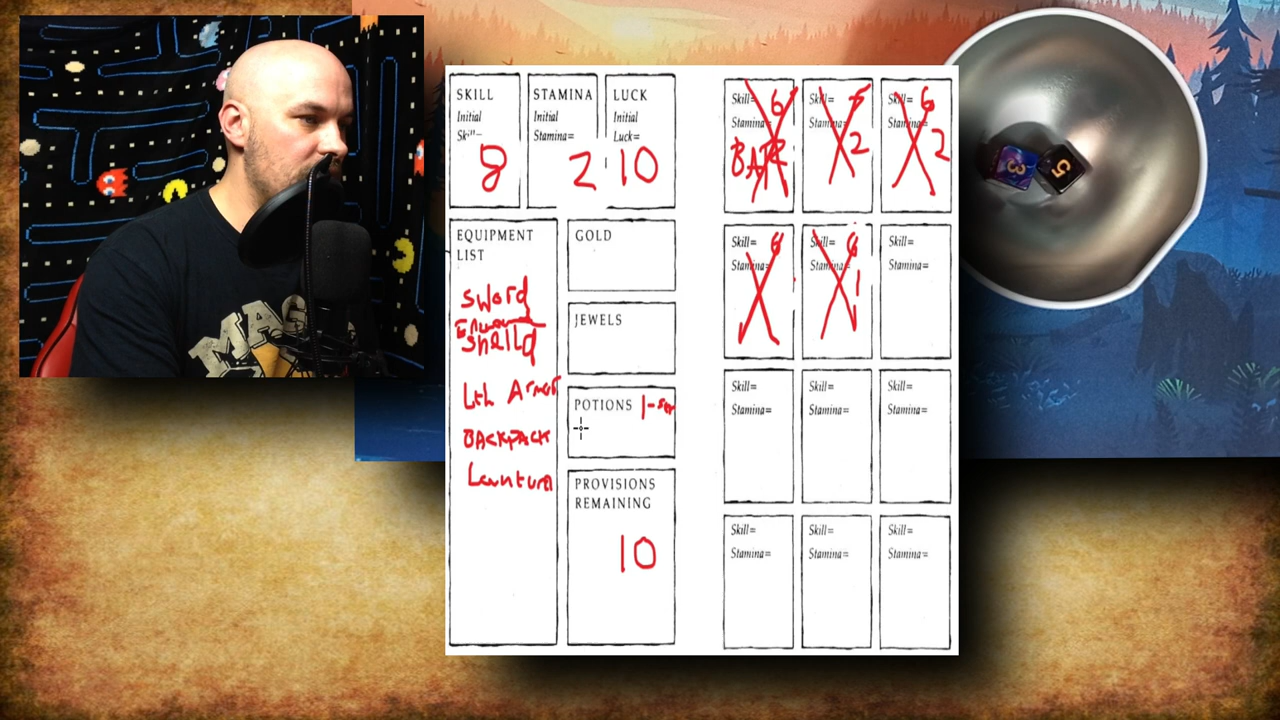 SKILL
Initial
Skill=
8
STAMINA
Initial
Stamina=
2
LUCK
Initial
Luck=
10
EQUIPMENT
LIST
sword
Lth Armor
BACKPACK
GOLD
JEWELS
POTIONS 1-
PROVISIONS
REMAINING
10
Skill= 6
Stamina=
Skill= 5
Stamina= 2
Skill= 6
Stamina= 2
Skill= 6
Stamina=
Skill= 6
Stamina= 1
Skill=
Stamina=
Skill=
Stamina=
Skill=
Stamina=
Skill=
Stamina=
Skill=
Stamina=
Skill=
Stamina=
Skill=
Stamina=
3
5